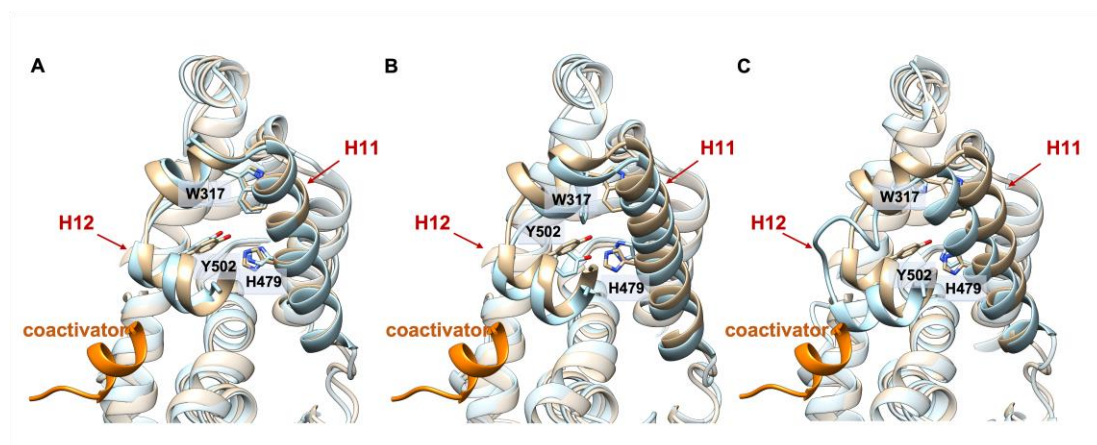 A
H11
W317
H12
Y502
H479
coactivator
B
H11
W317
Y502
H12
H479
coactivator
C
H11
W317
H12
Y502
H479
coactivator